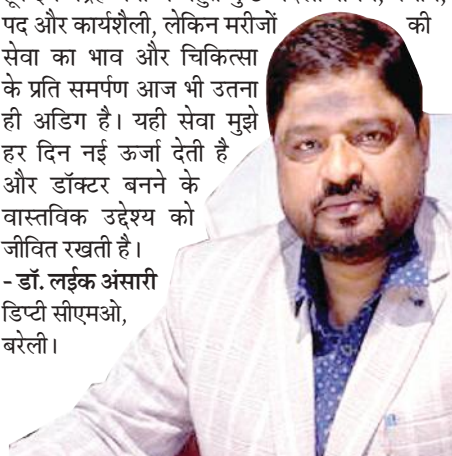 पद और कार्यशैली, लेकिन मरीजों की
सेवा का भाव और चिकित्सा
के प्रति समर्पण आज भी उतना
ही अडिग है। यही सेवा मुझे
हर दिन नई ऊर्जा देती है
और डॉक्टर बनने के
वास्तविक उद्देश्य को
जीवित रखती है।
- डॉ. लईक अंसारी
डिप्टी सीएमओ,
बरेली।